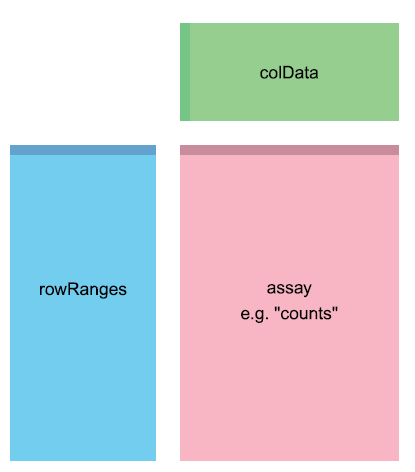 colData
rowRanges
assay
e.g. "counts"